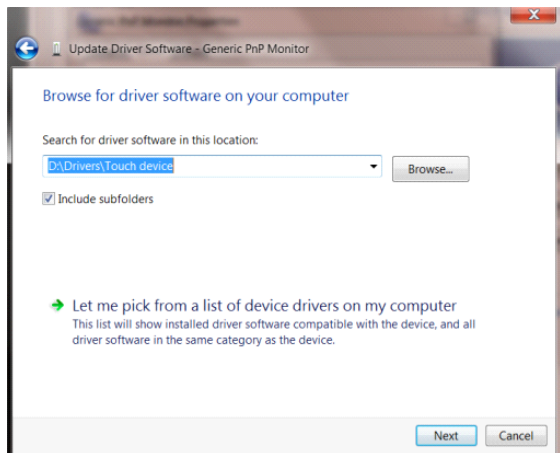 Update Driver Software - Generic PnP Monitor
Browse for driver software on your computer
Search for driver software in this location:
D:\Drivers\Touch device
Browse...
Include subfolders
Let me pick from a list of device drivers on my computer
This list will show installed driver software compatible with the device, and all
driver software in the same category as the device.
Next
Cancel